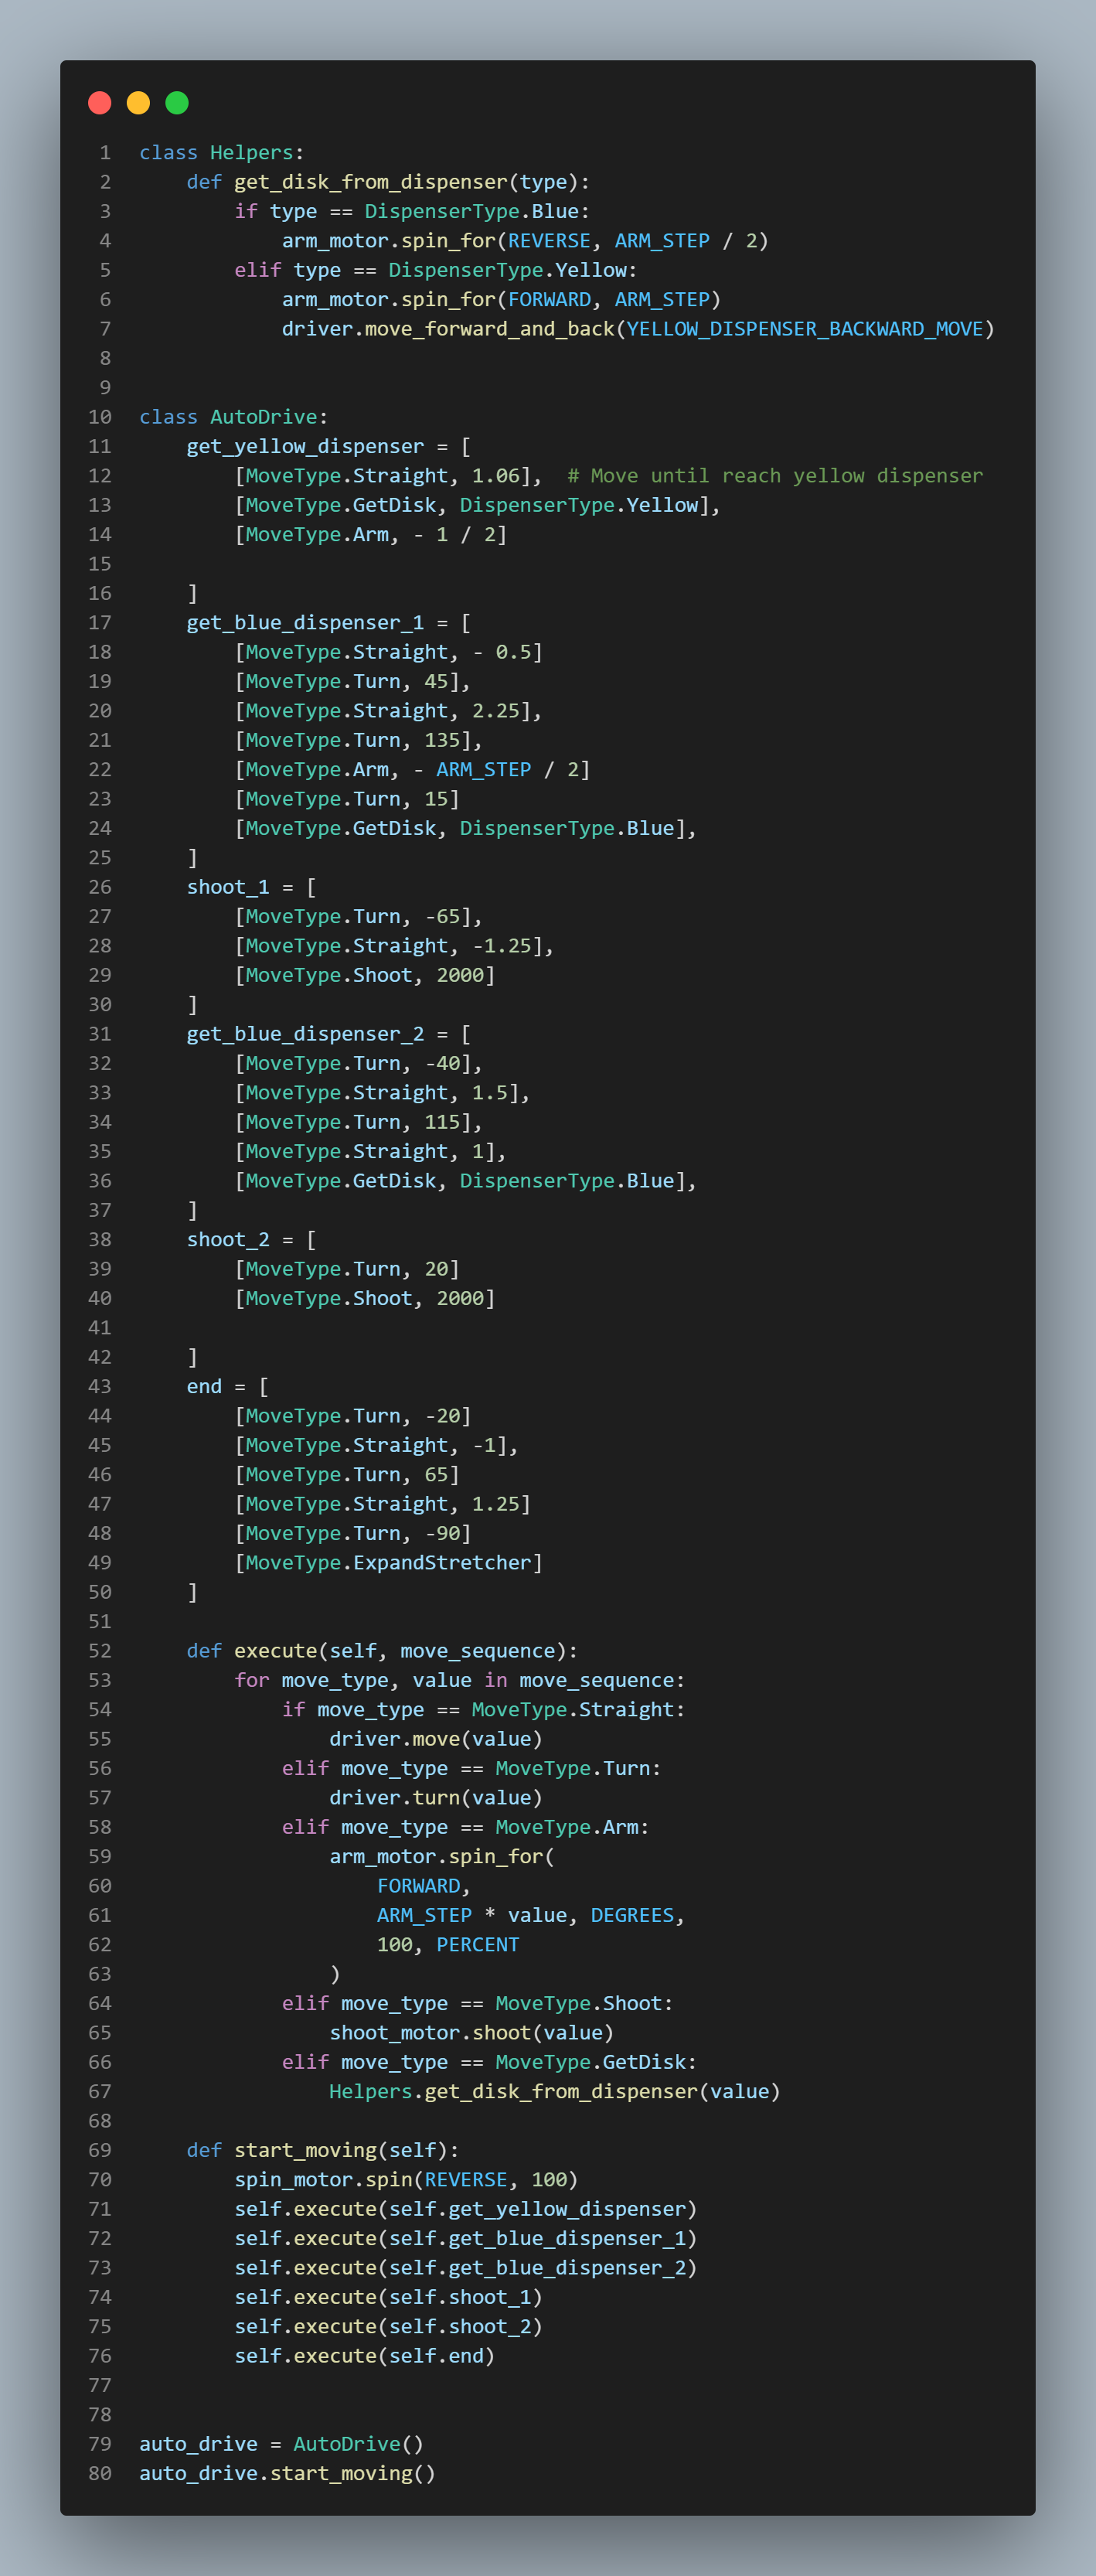 1 class Helpers:
2     def get_disk_from_dispenser(type):
3         if type == DispenserType.Blue:
4             arm_motor.spin_for(REVERSE, ARM_STEP / 2)
5         elif type == DispenserType.Yellow:
6             arm_motor.spin_for(FORWARD, ARM_STEP)
7             driver.move_forward_and_back(YELLOW_DISPENSER_BACKWARD_MOVE)
8
9
10 class AutoDrive:
11     get_yellow_dispenser = [
12         [MoveType.Straight, 1.06],  # Move until reach yellow dispenser
13         [MoveType.GetDisk, DispenserType.Yellow],
14         [MoveType.Arm, - 1 / 2]
15
16     ]
17     get_blue_dispenser_1 = [
18         [MoveType.Straight, - 0.5]
19         [MoveType.Turn, 45],
20         [MoveType.Straight, 2.25],
21         [MoveType.Turn, 135],
22         [MoveType.Arm, - ARM_STEP / 2]
23         [MoveType.Turn, 15]
24         [MoveType.GetDisk, DispenserType.Blue],
25     ]
26     shoot_1 = [
27         [MoveType.Turn, -65],
28         [MoveType.Straight, -1.25],
29         [MoveType.Shoot, 2000]
30     ]
31     get_blue_dispenser_2 = [
32         [MoveType.Turn, -40],
33         [MoveType.Straight, 1.5],
34         [MoveType.Turn, 115],
35         [MoveType.Straight, 1],
36         [MoveType.GetDisk, DispenserType.Blue],
37     ]
38     shoot_2 = [
39         [MoveType.Turn, 20]
40         [MoveType.Shoot, 2000]
41
42     ]
43     end = [
44         [MoveType.Turn, -20]
45         [MoveType.Straight, -1],
46         [MoveType.Turn, 65]
47         [MoveType.Straight, 1.25]
48         [MoveType.Turn, -90]
49         [MoveType.ExpandStretcher]
50     ]
51
52     def execute(self, move_sequence):
53         for move_type, value in move_sequence:
54             if move_type == MoveType.Straight:
55                 driver.move(value)
56             elif move_type == MoveType.Turn:
57                 driver.turn(value)
58             elif move_type == MoveType.Arm:
59                 arm_motor.spin_for(
60                     FORWARD,
61                     ARM_STEP * value, DEGREES,
62                     100, PERCENT
63                 )
64             elif move_type == MoveType.Shoot:
65                 shoot_motor.shoot(value)
66             elif move_type == MoveType.GetDisk:
67                 Helpers.get_disk_from_dispenser(value)
68
69     def start_moving(self):
70         spin_motor.spin(REVERSE, 100)
71         self.execute(self.get_yellow_dispenser)
72         self.execute(self.get_blue_dispenser_1)
73         self.execute(self.get_blue_dispenser_2)
74         self.execute(self.shoot_1)
75         self.execute(self.shoot_2)
76         self.execute(self.end)
77
78
79 auto_drive = AutoDrive()
80 auto_drive.start_moving()